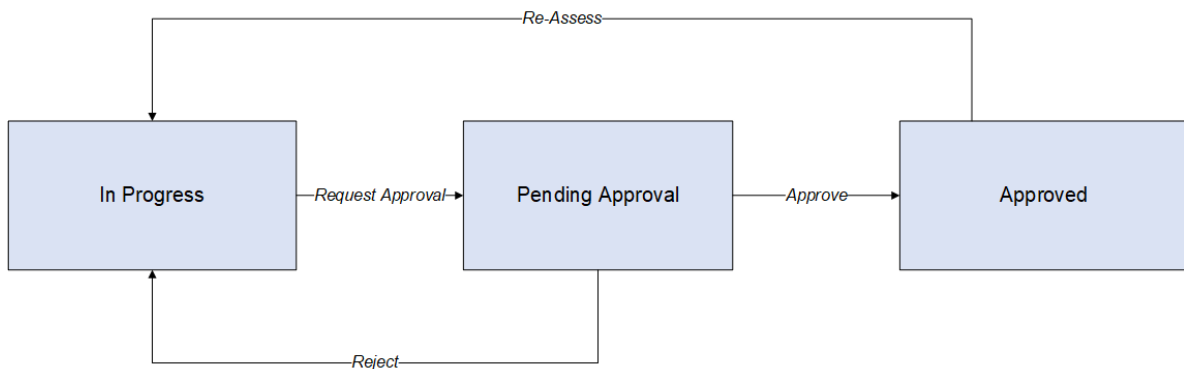 Re-Assess
In Progress
Request Approval
Pending Approval
Approve
Approved
Reject